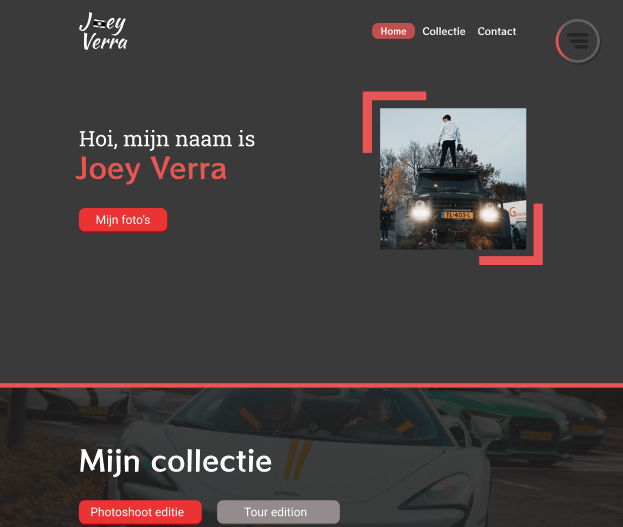 Joey
Verra
Home
Collectie
Contact
Hoi, mijn naam is
Joey Verra
Mijn foto's
TL-403-L
Mijn collectie
Photoshoot editie
Tour edition